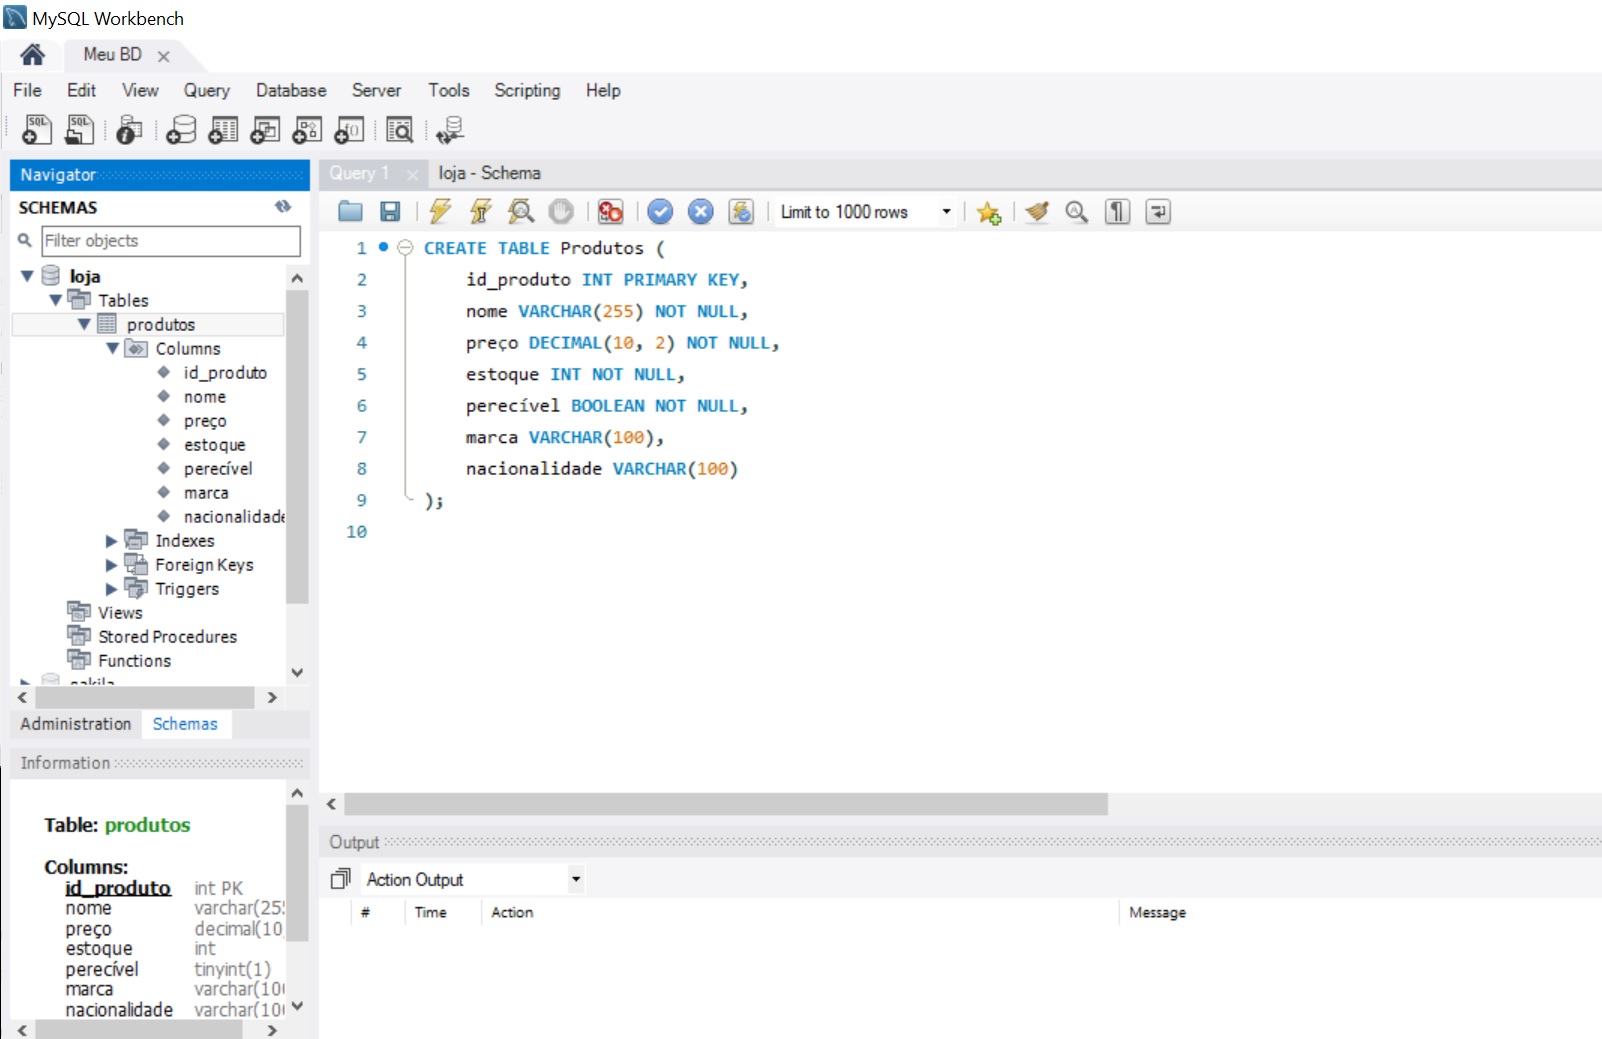 MySQL Workbench
Meu BD
File Edit View Query Database Server Tools Scripting Help
Navigator
SCHEMAS
Filter objects
loja
Tables
produtos
Columns
id_produto
nome
preço
estoque
perecível
marca
nacionalidade
Indexes
Foreign Keys
Triggers
Views
Stored Procedures
Functions
sakila
Administration Schemas
Information
Table: produtos
Columns:
id_produto int PK
nome varchar(255
preço decimal(10,
estoque int
perecível tinyint(1)
marca varchar(100
nacionalidade varchar(100
Query 1 loja - Schema
Limit to 1000 rows
1 CREATE TABLE Produtos (
2 id_produto INT PRIMARY KEY,
3 nome VARCHAR(255) NOT NULL,
4 preço DECIMAL(10, 2) NOT NULL,
5 estoque INT NOT NULL,
6 perecível BOOLEAN NOT NULL,
7 marca VARCHAR(100),
8 nacionalidade VARCHAR(100)
9 );
10
Output
Action Output
# Time Action Message